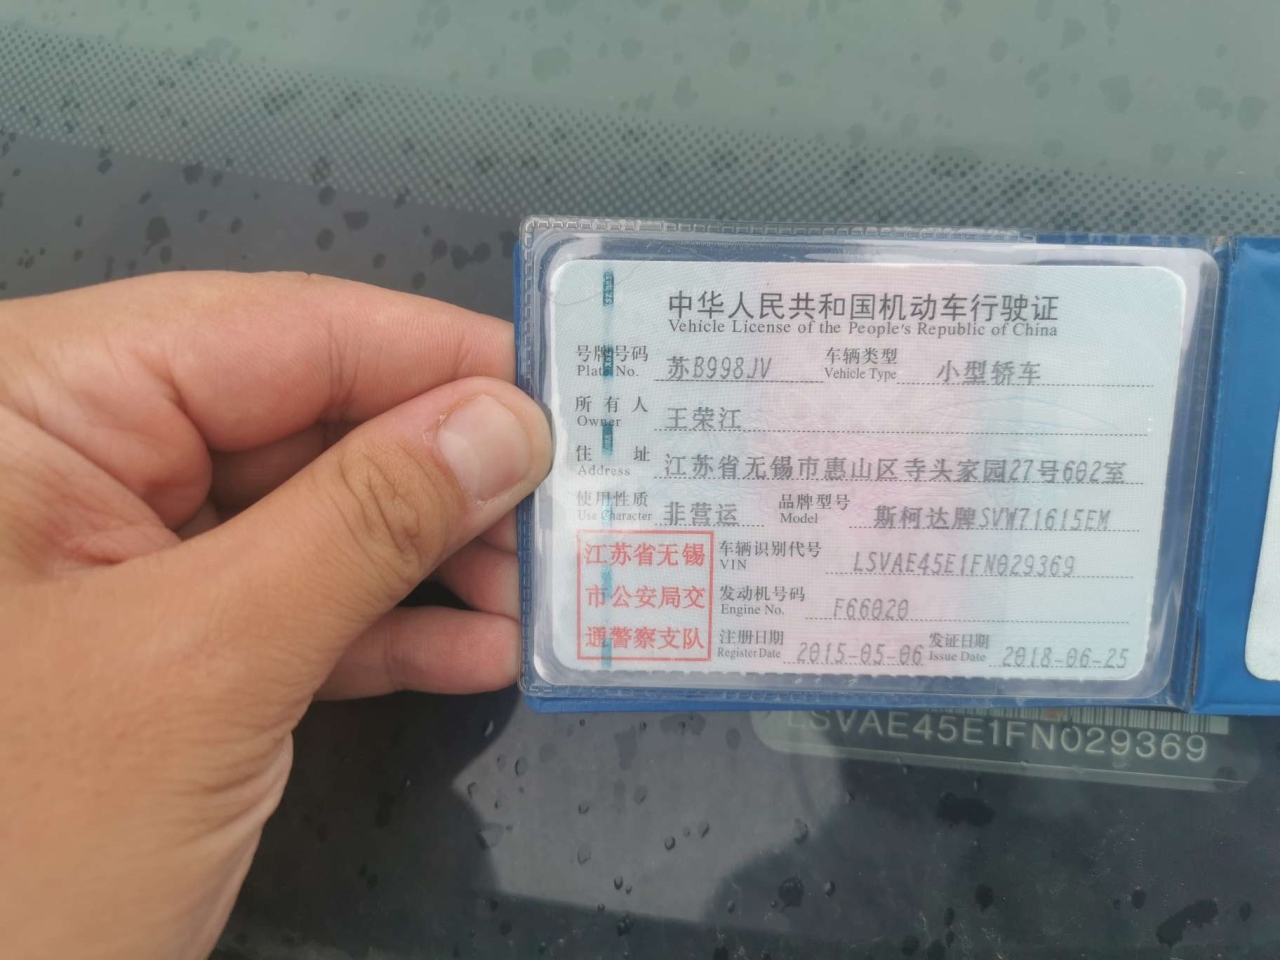 中华人民共和国机动车行驶证
Vehicle License of the People's Republic of China
号牌号码 苏B998JV 车辆类型 小型轿车
Plate No. Vehicle Type
所有人 王荣江
Owner
住址 江苏省无锡市惠山区寺头家园27号602室
Address
使用性质 非营运 品牌型号 斯柯达牌SVW71615EM
Use Character Model
江苏省无锡 车辆识别代号 LSVAE45E1FN029369
VIN
市公安局交 发动机号码 F66020
Engine No.
通警察支队 注册日期 2015-05-06 发证日期 2018-06-25
Register Date Issue Date
LSVAE45E1FN029369